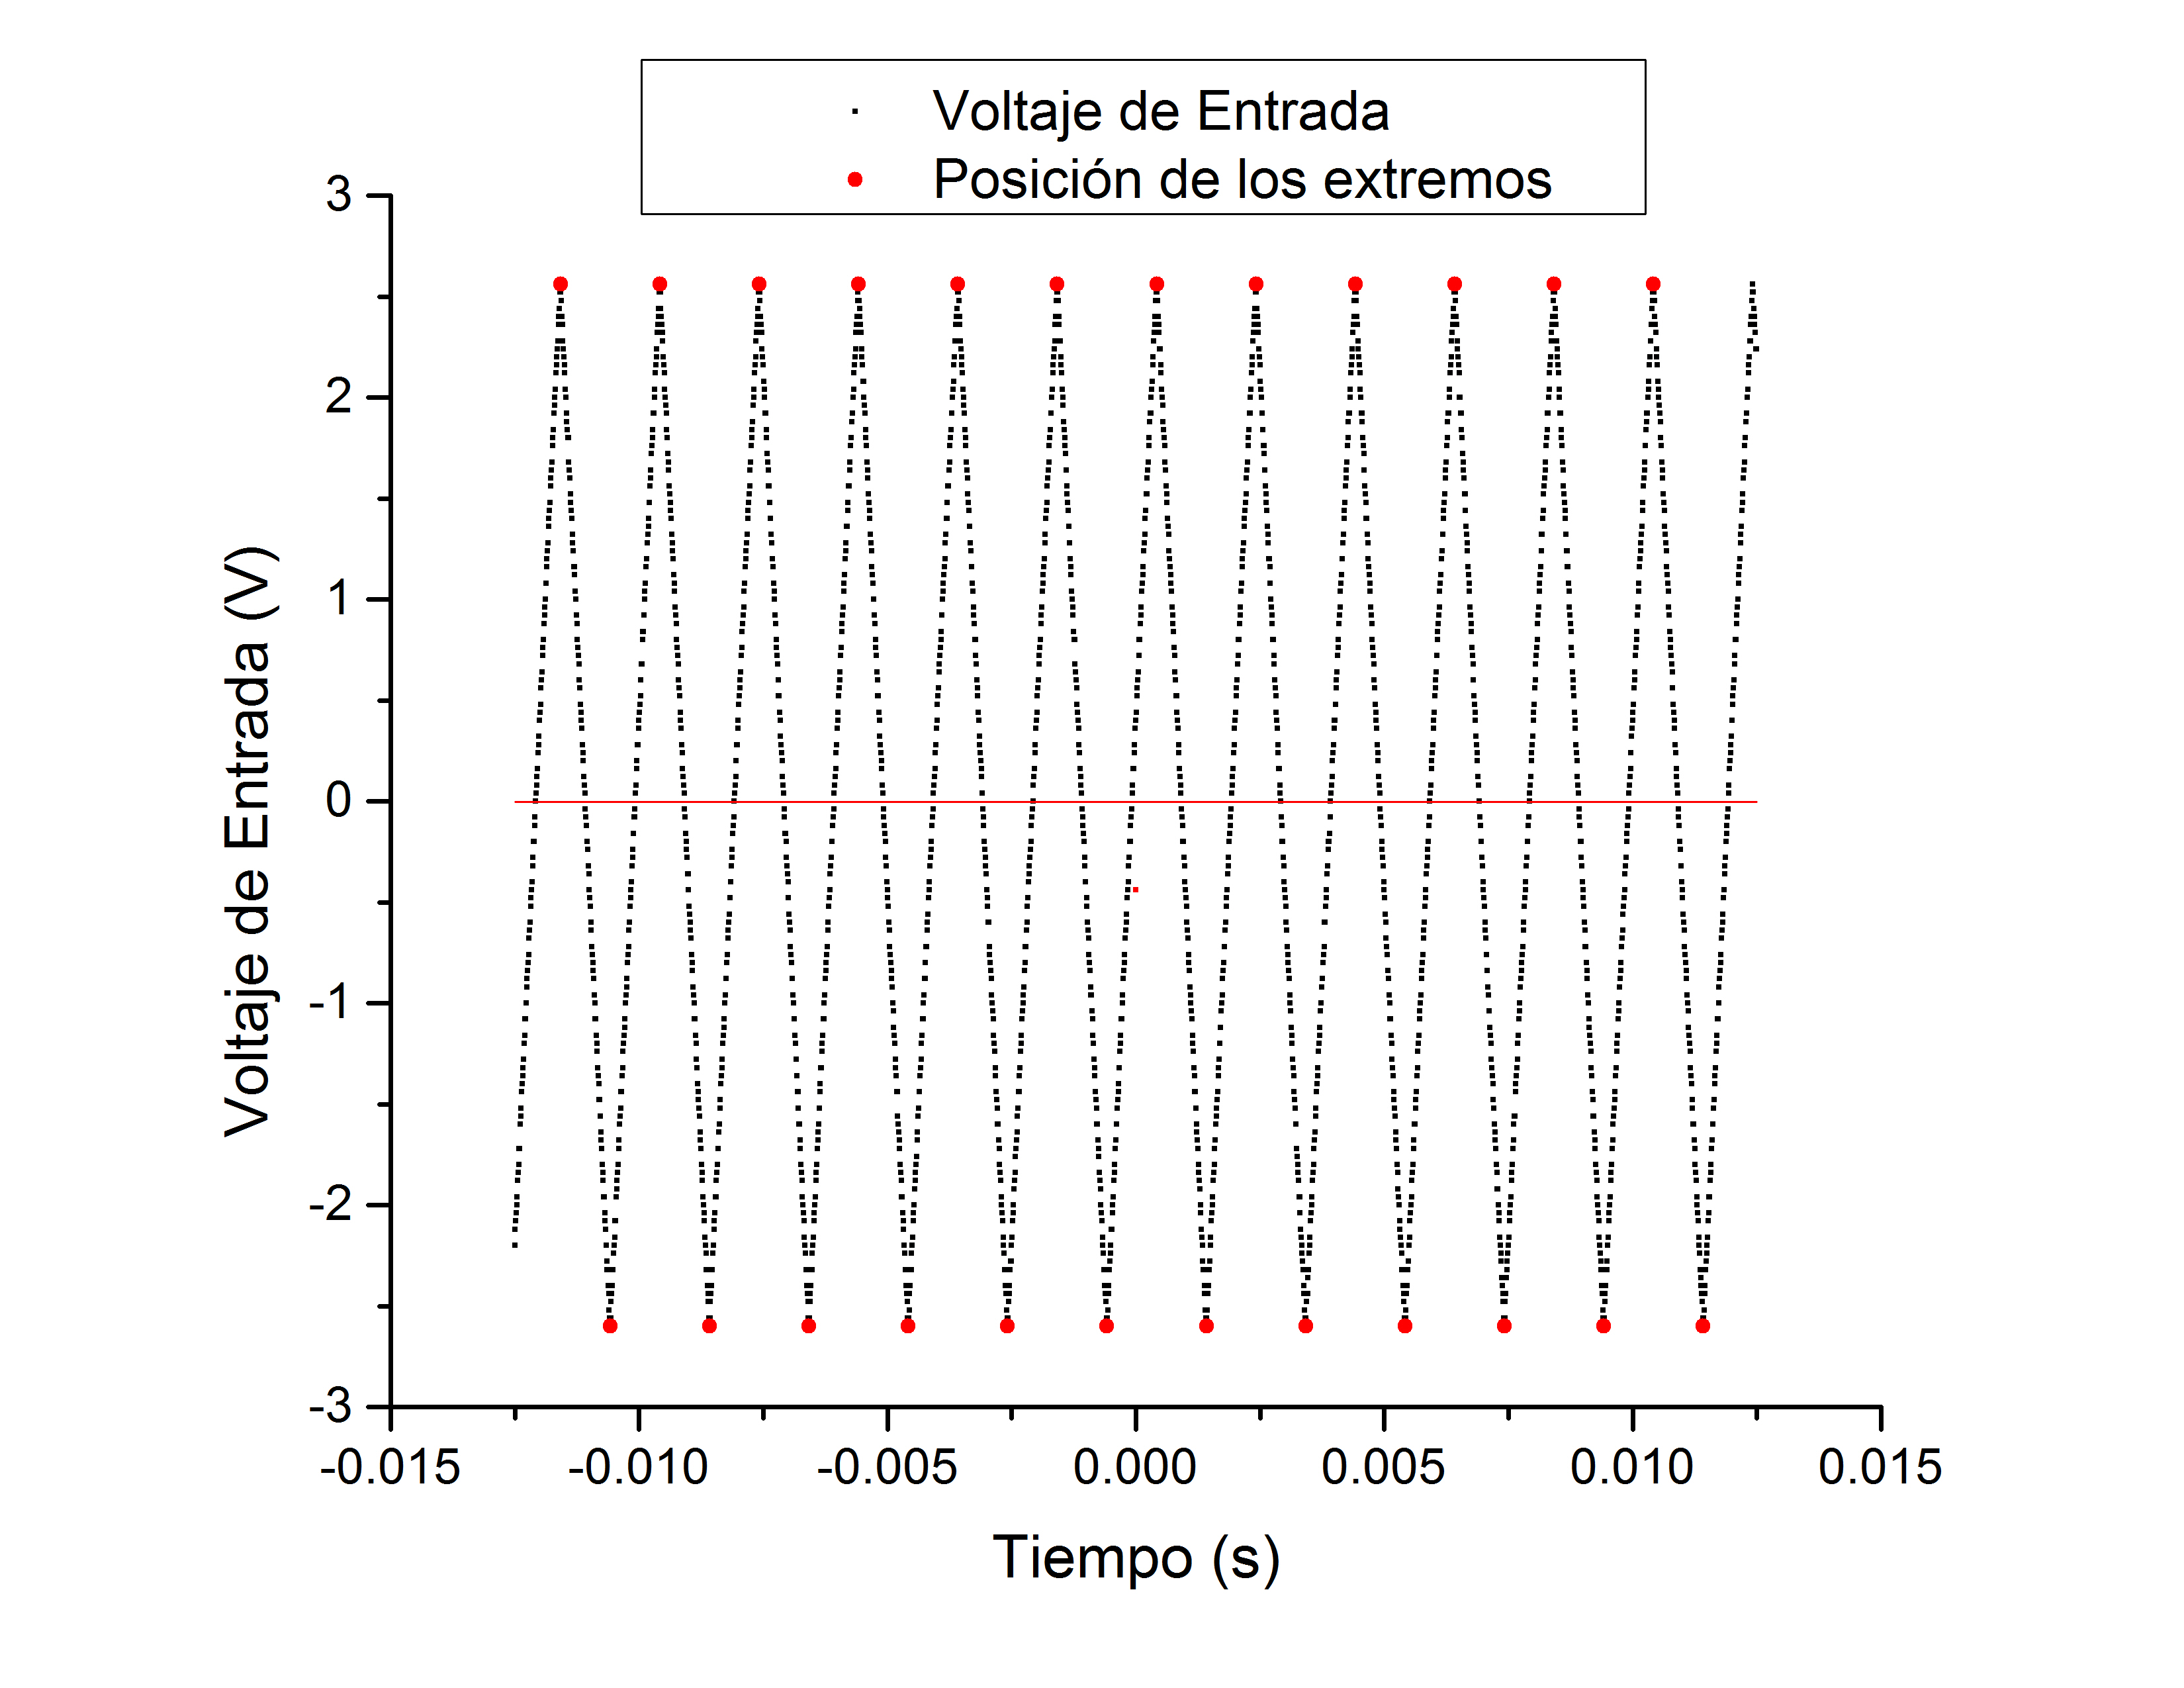 Voltaje de Entrada
Posición de los extremos
3
2
1
0
-1
-2
-3
Voltaje de Entrada (V)
-0.015 -0.010 -0.005 0.000 0.005 0.010 0.015
Tiempo (s)